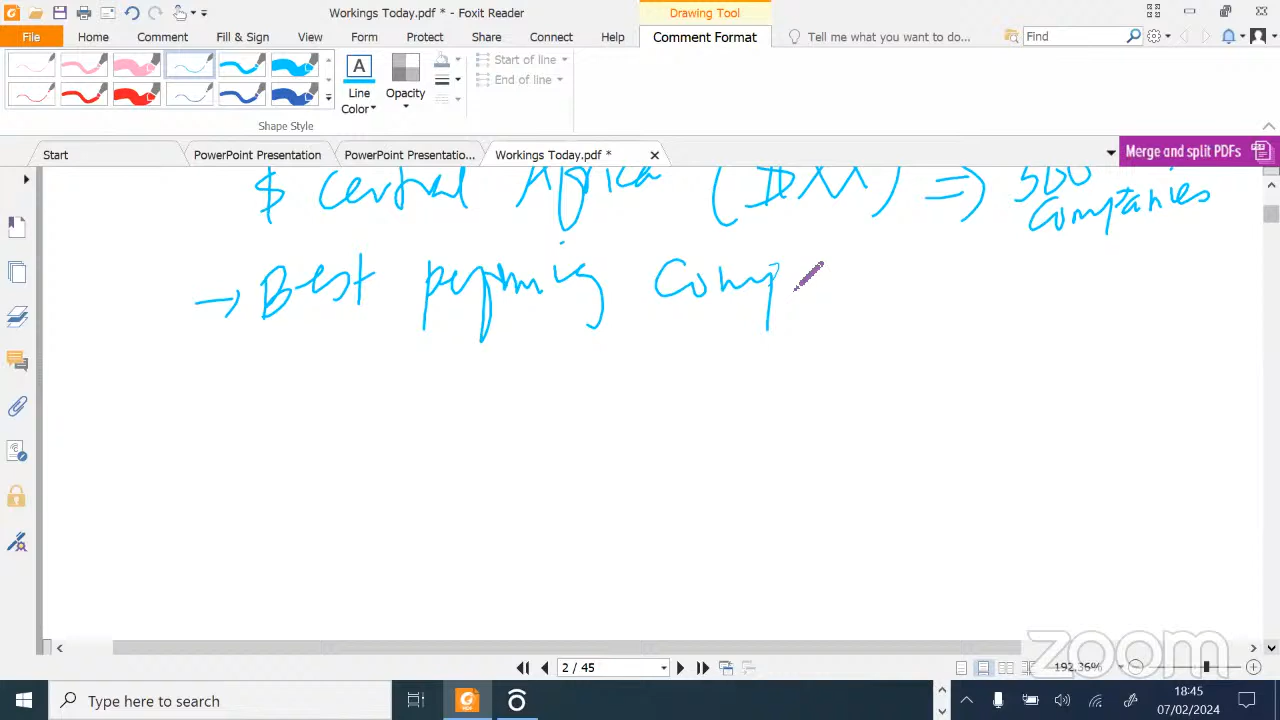 Workings Today.pdf * - Foxit Reader
Drawing Tool
File
Home
Comment
Fill & Sign
View
Form
Protect
Share
Connect
Help
Comment Format
Tell me what you want to do...
Find
A
Line
Color
Opacity
Start of line
End of line
Shape Style
Start
PowerPoint Presentation
PowerPoint Presentatio...
Workings Today.pdf *
Merge and split PDFs
$ Central Africa ( ) => 500
Companies
→ Best Comp
2 / 45
192.36%
zoom
Type here to search
18:45
07/02/2024